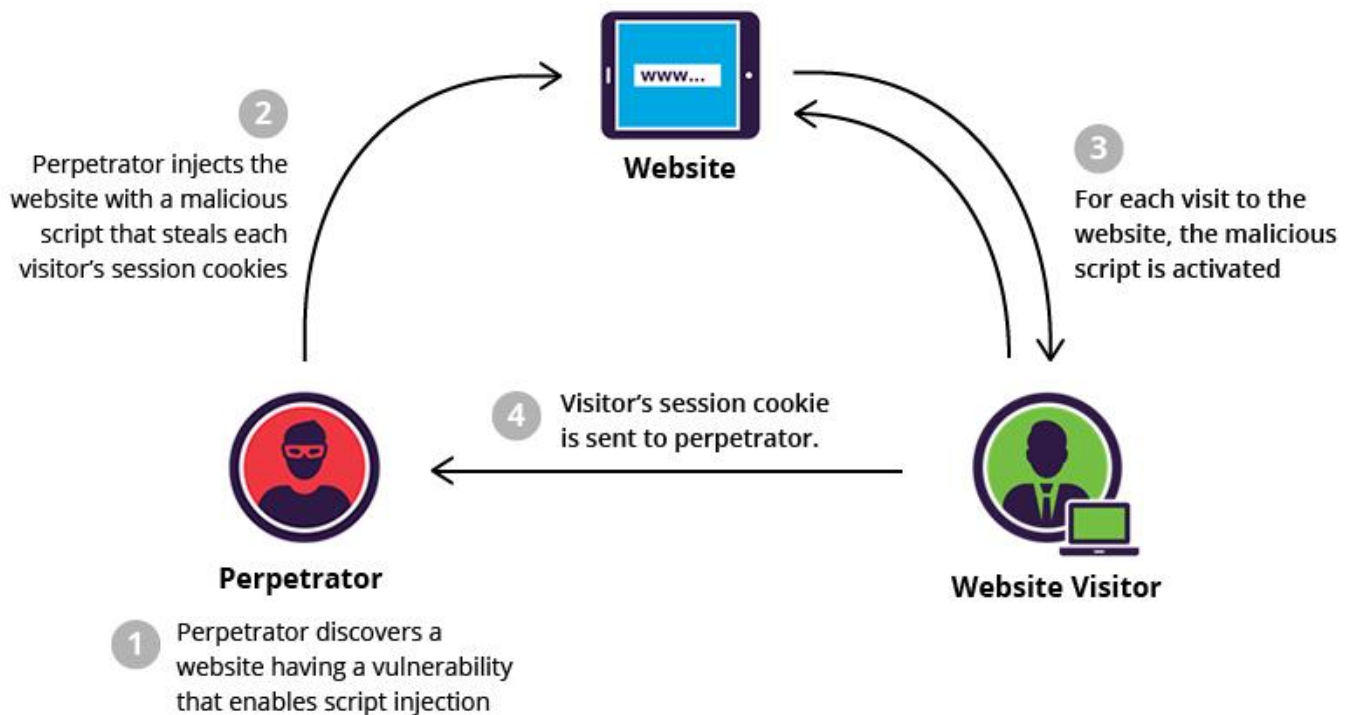 www...
Website
2
Perpetrator injects the
website with a malicious
script that steals each
visitor's session cookies
3
For each visit to the
website, the malicious
script is activated
4
Visitor's session cookie
is sent to perpetrator.
Perpetrator
Website Visitor
1
Perpetrator discovers a
website having a vulnerability
that enables script injection